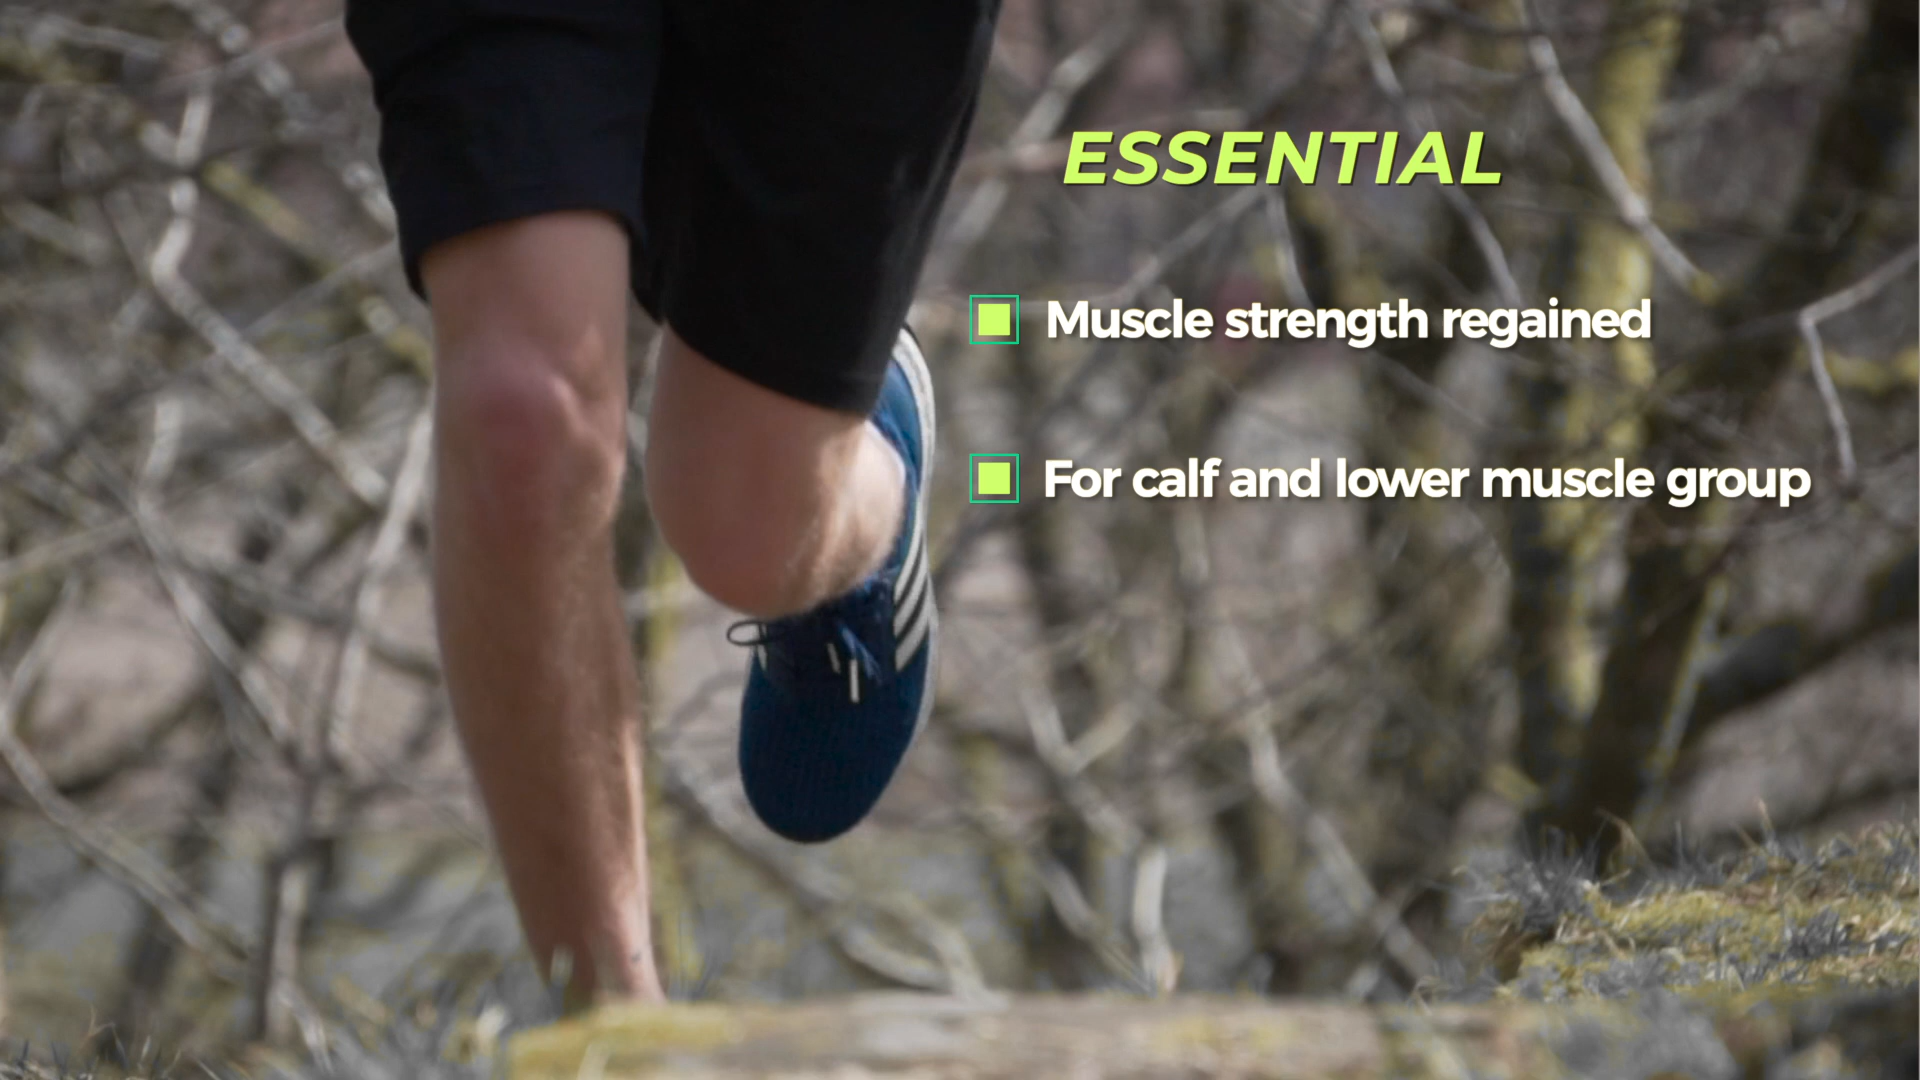 ESSENTIAL
Muscle strength regained
For calf and lower muscle group